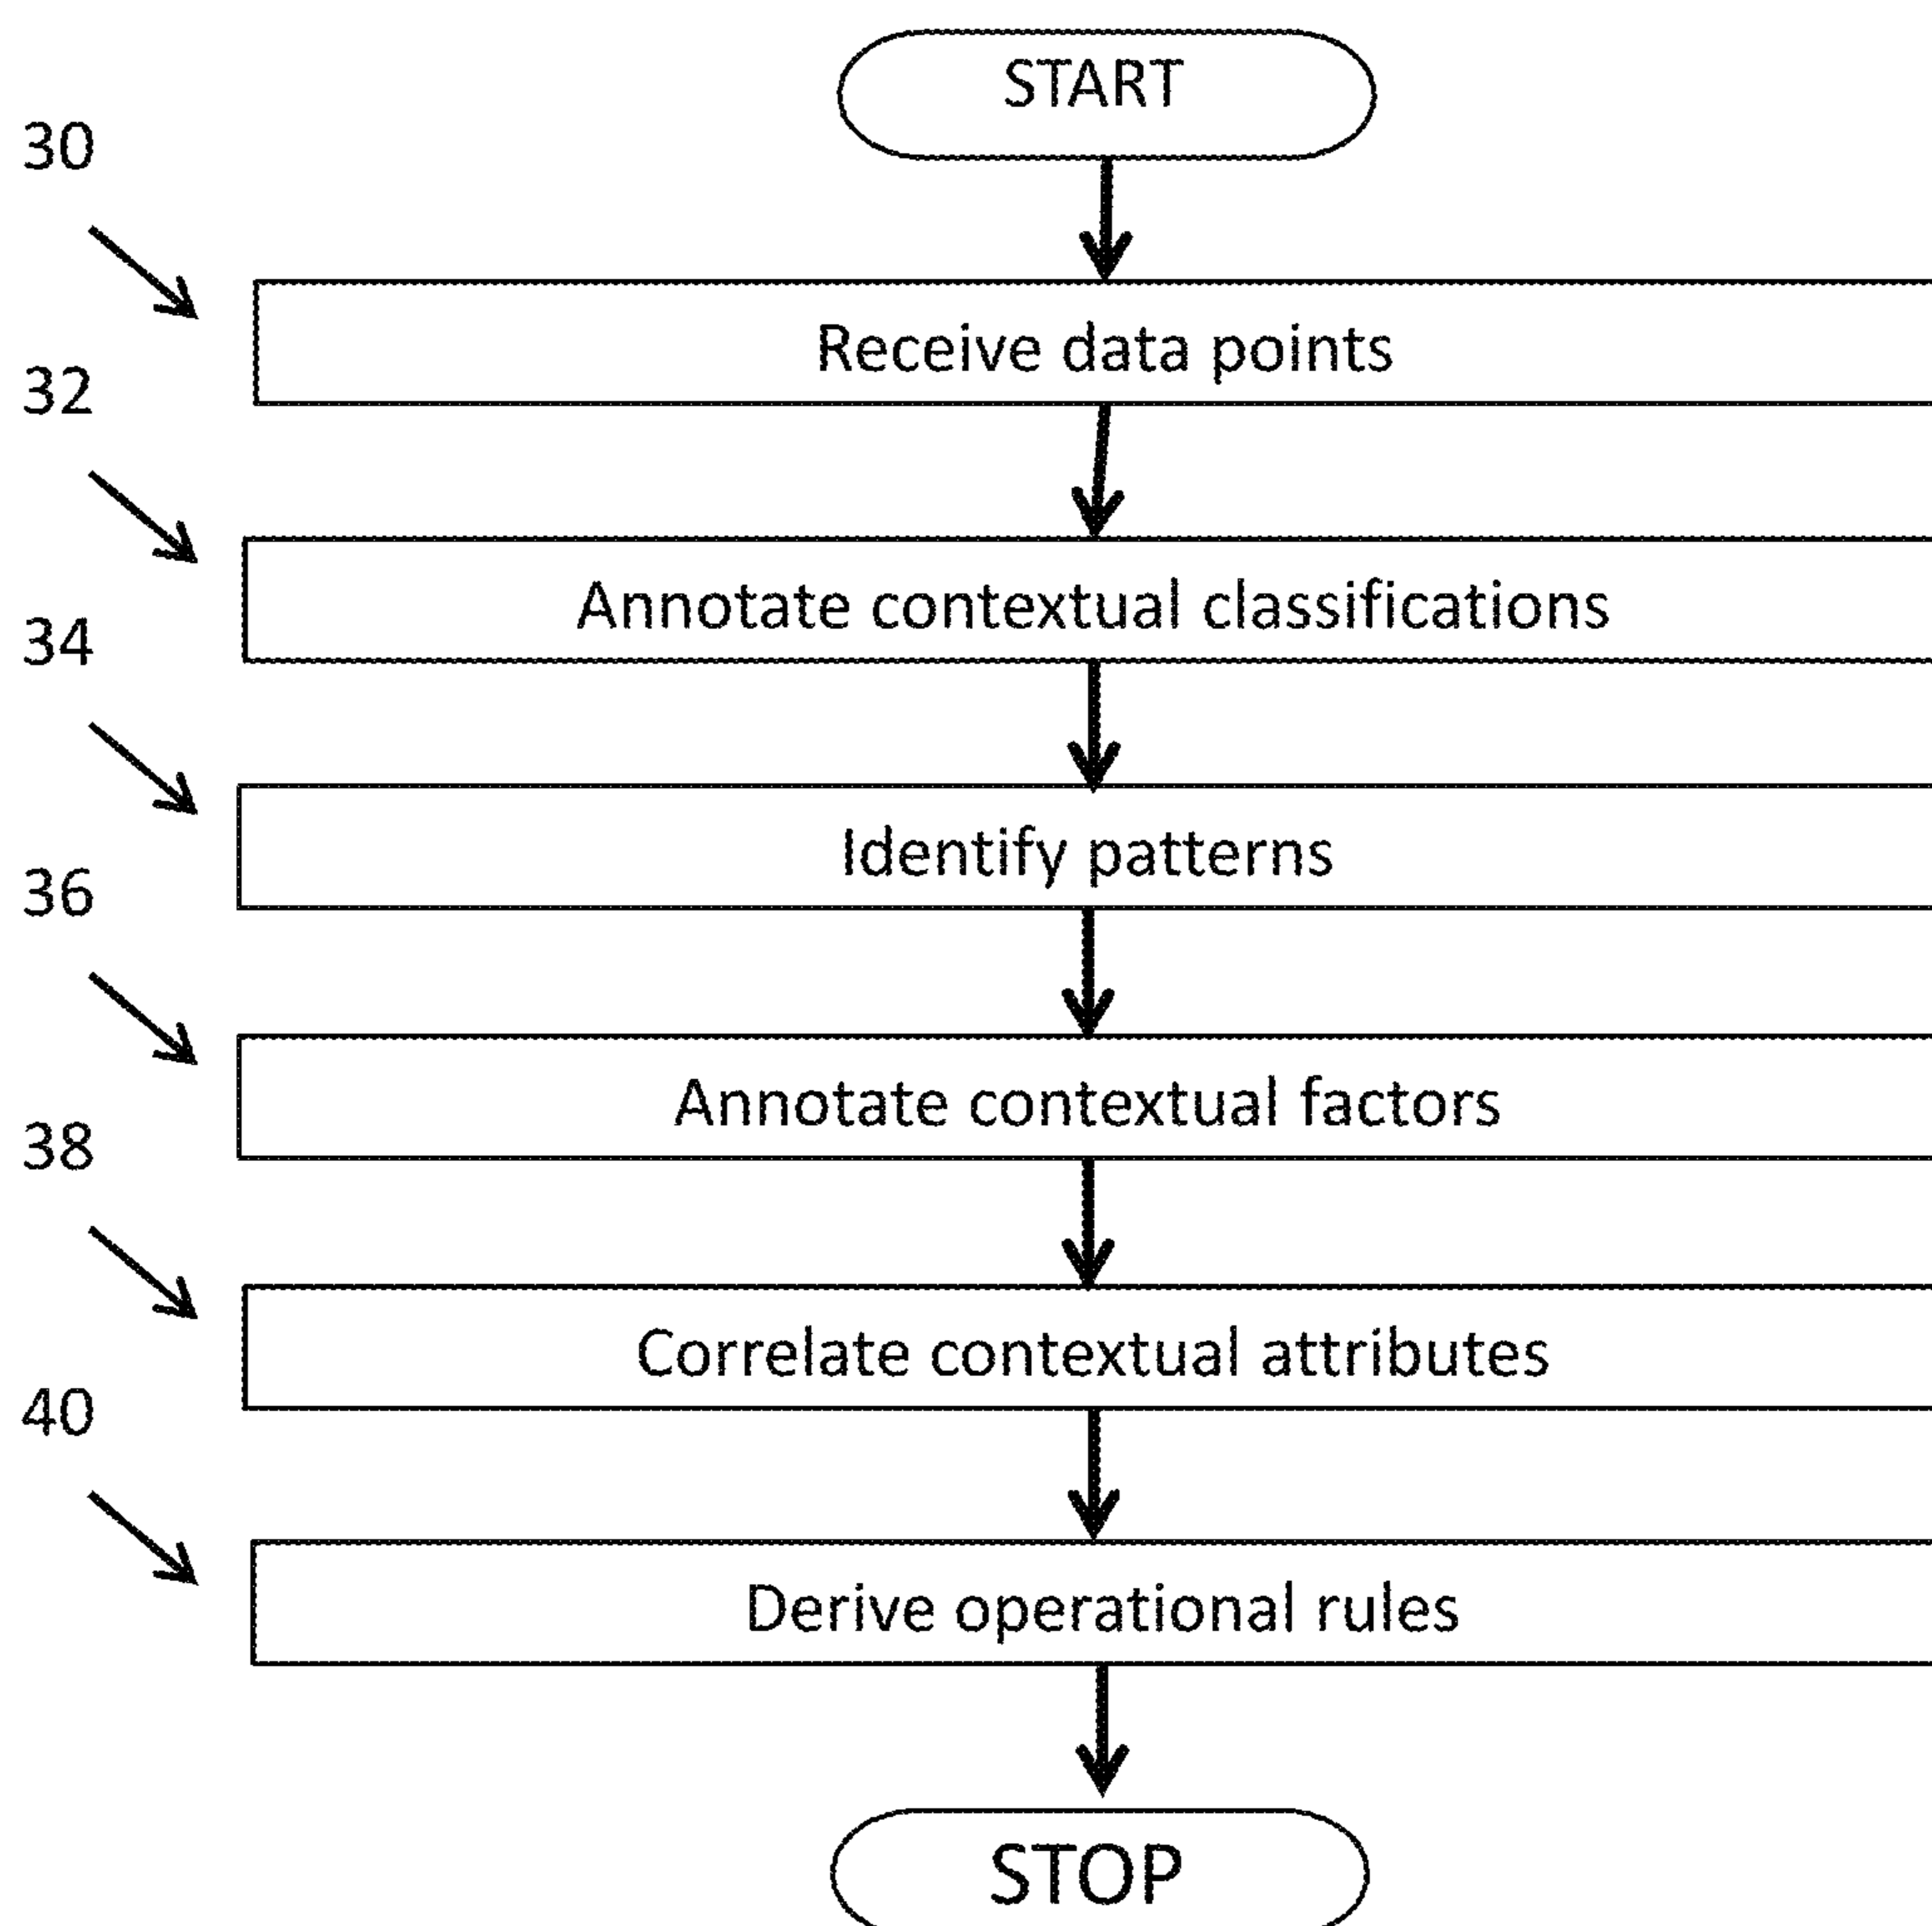 START
30
Receive data points
32
Annotate contextual classifications
34
Identify patterns
36
Annotate contextual factors
38
Correlate contextual attributes
40
Derive operational rules
STOP